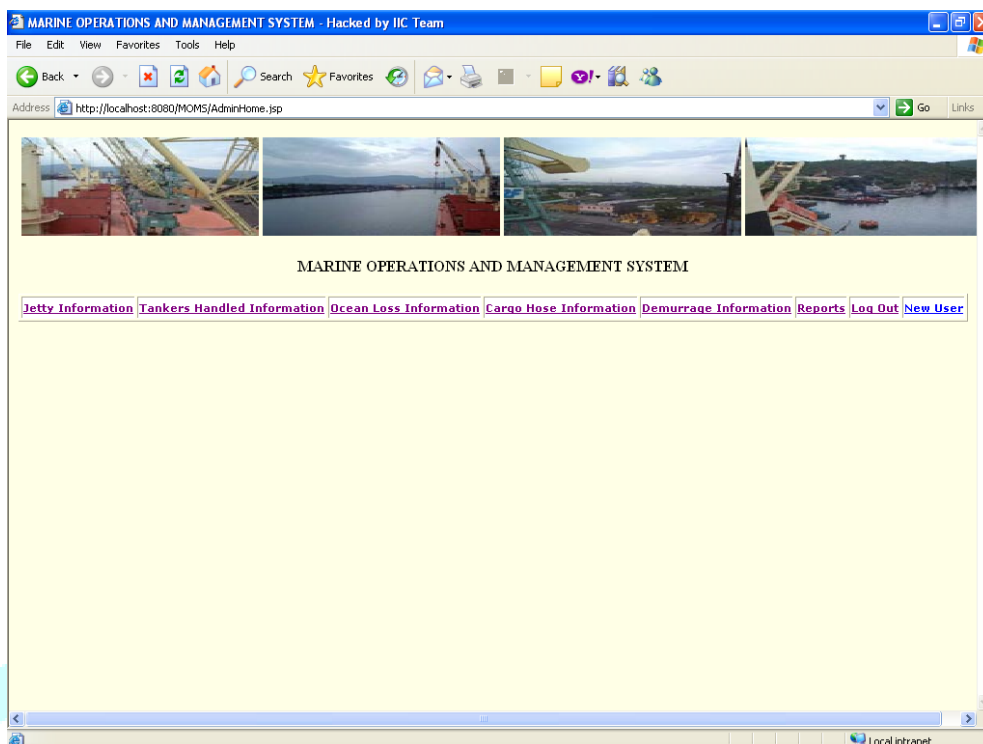 MARINE OPERATIONS AND MANAGEMENT SYSTEM - Hacked by IIC Team
File Edit View Favorites Tools Help
Back Search Favorites
Address http://localhost:8080/MOMS/AdminHome.jsp Go Links
MARINE OPERATIONS AND MANAGEMENT SYSTEM
Jetty Information Tankers Handled Information Ocean Loss Information Cargo Hose Information Demurrage Information Reports Log Out New User
Local intranet